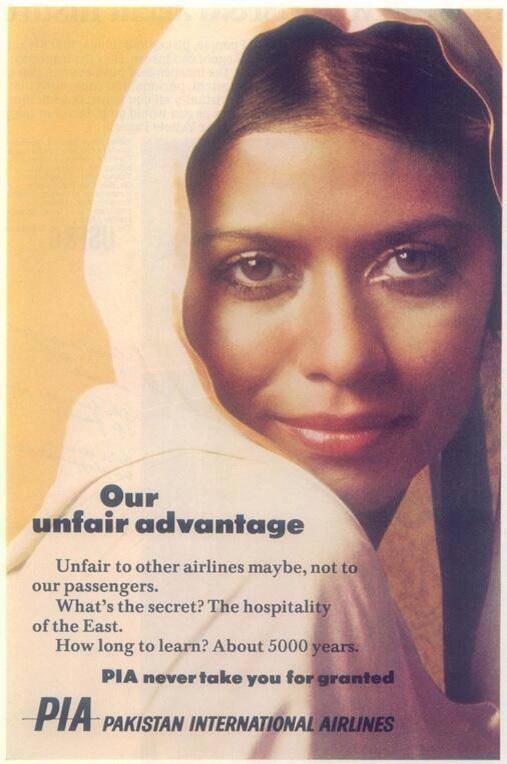 Our
unfair advantage
Unfair to other airlines maybe, not to
our passengers.
What's the secret? The hospitality
of the East.
How long to learn? About 5000 years.
PIA never take you for granted
PIA PAKISTAN INTERNATIONAL AIRLINES